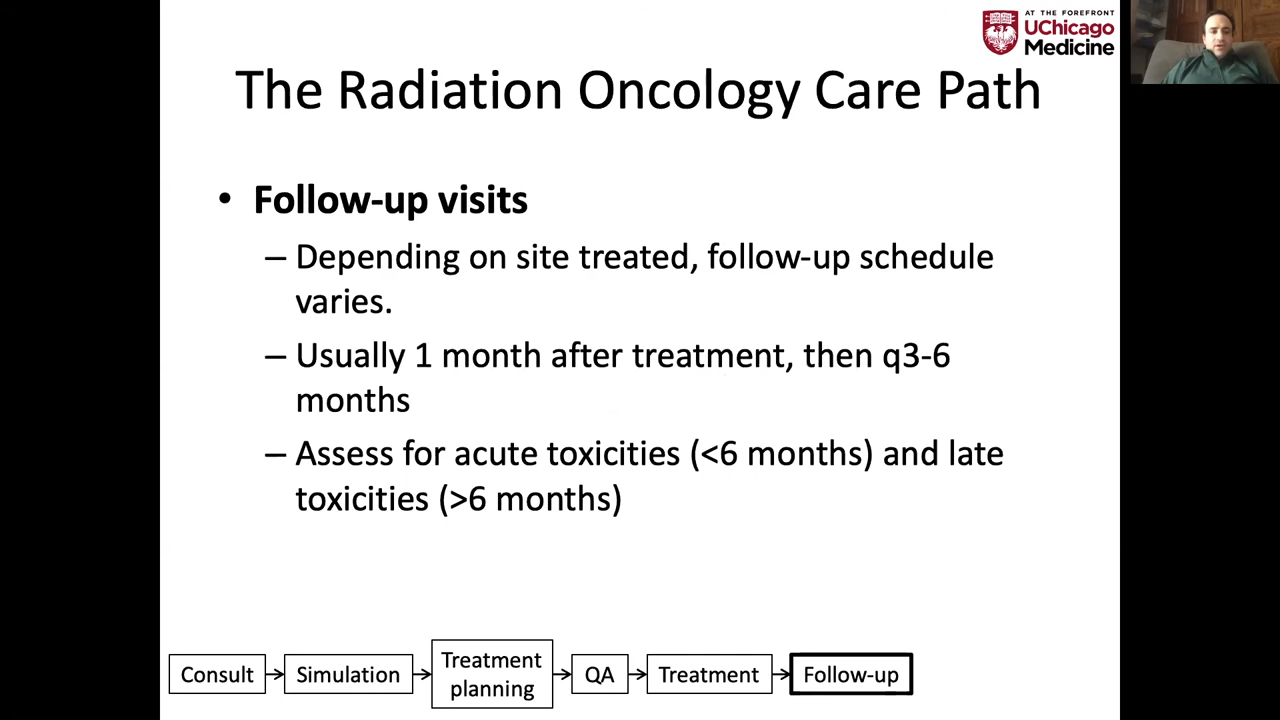 AT THE FOREFRONT
UChicago
Medicine
The Radiation Oncology Care Path
• Follow-up visits
– Depending on site treated, follow-up schedule
varies.
– Usually 1 month after treatment, then q3-6
months
– Assess for acute toxicities (<6 months) and late
toxicities (>6 months)
Consult
Simulation
Treatment
planning
QA
Treatment
Follow-up